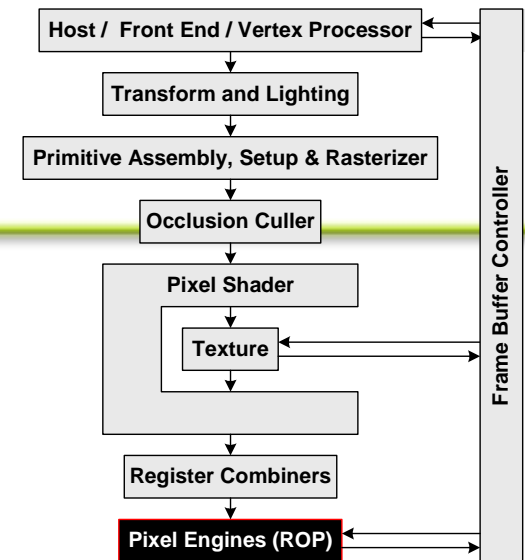 Host / Front End / Vertex Processor
Transform and Lighting
Primitive Assembly, Setup & Rasterizer
Occlusion Culler
Pixel Shader
Texture
Register Combiners
Pixel Engines (ROP)
Frame Buffer Controller